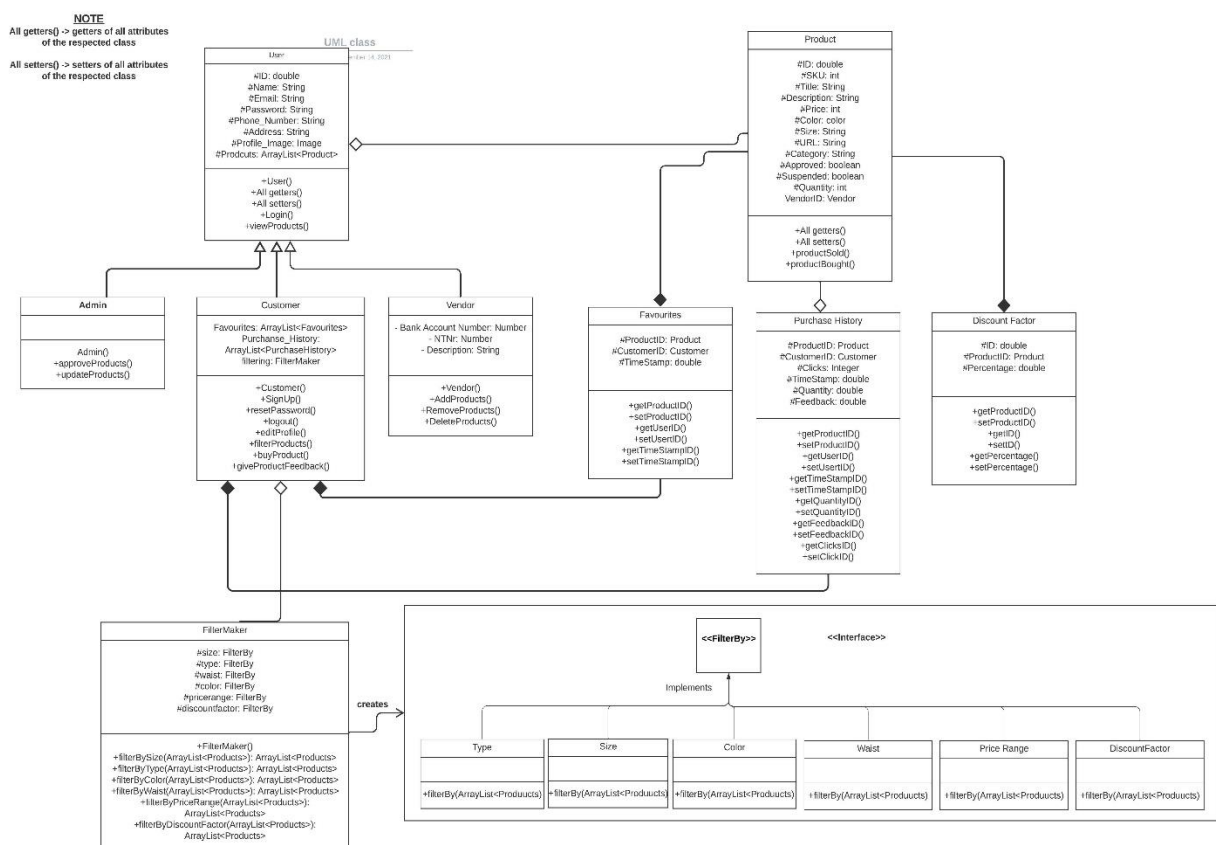 NOTE
All getters() -> getters of all attributes
of the respected class
All setters() -> setters of all attributes
of the respected class
UML class
14, 2021
User
#ID: double
#Name: String
#Email: String
#Password: String
#Phone_Number: String
#Address: String
#Profile_Image: Image
#Prodcuts: ArrayList<Product>
+User()
+All getters()
+All setters()
+Login()
+viewProducts()
Product
#ID: double
#SKU: int
#Title: String
#Description: String
#Price: int
#Color: color
#Size: String
#URL: String
#Category: String
#Approved: boolean
#Suspended: boolean
#Quantity: int
VendorID: Vendor
+All getters()
+All setters()
+productSold()
+productBought()
Admin
Admin()
+approveProducts()
+updateProducts()
Customer
Favourites: ArrayList<Favourites>
Purchanse_History:
ArrayList<PurchaseHistory>
filtering: FilterMaker
+Customer()
+SignUp()
+resetPassword()
+logout()
+editProfile()
+filterProducts()
+buyProduct()
+giveProductFeedback()
Vendor
- Bank Account Number: Number
- NTNr: Number
- Description: String
+Vendor()
+AddProducts()
+RemoveProducts()
+DeleteProducts()
Favourites
#ProductID: Product
#CustomerID: Customer
#TimeStamp: double
+getProductID()
+setProductID()
+getUserID()
+setUsertID()
+getTimeStampID()
+setTimeStampID()
Purchase History
#ProductID: Product
#CustomerID: Customer
#Clicks: Integer
#TimeStamp: double
#Quantity: double
#Feedback: double
+getProductID()
+setProductID()
+getUserID()
+setUsertID()
+getTimeStampID()
+setTimeStampID()
+getQuantityID()
+setQuantityID()
+getFeedbackID()
+setFeedbackID()
+getClicksID()
+setClickID()
Discount Factor
#ID: double
#ProductID: Product
#Percentage: double
+getProductID()
+setProductID()
+getID()
+settD()
+getPercentage()
+setPercentage()
FilterMaker
#size: FilterBy
#type: FilterBy
#waist: FilterBy
#color: FilterBy
#pricerange: FilterBy
#discountfactor: FilterBy
+FilterMaker()
+filterBySize(ArrayList<Products>): ArrayList<Products>
+filterByType(ArrayList<Products>): ArrayList<Products>
+filterByColor(ArrayList<Products>): ArrayList<Products>
+filterByWaist(ArrayList<Products>): ArrayList<Products>
+filterByPriceRange(ArrayList<Products>):
ArrayList<Products>
+filterByDiscountFactor(ArrayList<Products>):
ArrayList<Products>
creates
<<FilterBy>>
<<Interface>>
Implements
Type
+filterBy(ArrayList<Produucts)
Size
+filterBy(ArrayList<Produucts)
Color
+filterBy(ArrayList<Produucts)
Waist
+filterBy(ArrayList<Produucts)
Price Range
+filterBy(ArrayList<Produucts)
DiscountFactor
+filterBy(ArrayList<Produucts)